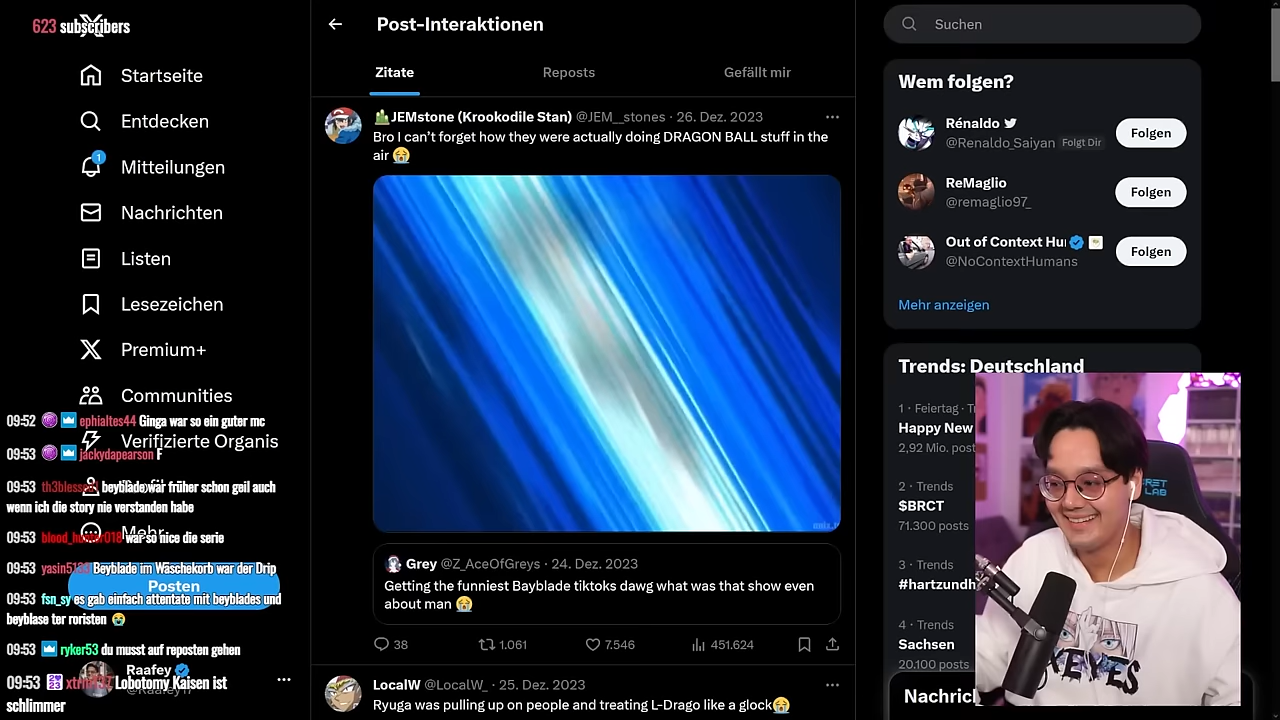 623 subscribers
Startseite
Entdecken
1
Mitteilungen
Nachrichten
Listen
Lesezeichen
Premium+
Communities
Verifizierte Organis
Mehr
Posten
Raafey
09:52 ephialtes44 Ginga war so ein guter mc
09:53 jackydapearson F
09:53 beyblade war früher schon geil auch
wenn ich die story nie verstanden habe
09:53 war so nice die serie
09:53 Beyblade im Wäschekorb war der Drip
09:53 fsn_sy es gab einfach attentate mit beyblades und
beyblase ter roristen 😭
09:53 ryker53 du musst auf reposten gehen
09:53 Lobotomy Kaisen ist
schlimmer
Post-Interaktionen
Zitate
Reposts
Gefällt mir
JEMstone (Krookodile Stan) @JEM__stones · 26. Dez. 2023
Bro I can’t forget how they were actually doing DRAGON BALL stuff in the
air 😭
Grey @Z_AceOfGreys · 24. Dez. 2023
Getting the funniest Bayblade tiktoks dawg what was that show even
about man 😭
38
1.061
7.546
451.624
LocalW @LocalW_ · 25. Dez. 2023
Ryuga was pulling up on people and treating L-Drago like a glock😭
Suchen
Wem folgen?
Rénaldo
@Renaldo_Saiyan Folgt Dir
Folgen
ReMaglio
@remaglio97_
Folgen
Out of Context Hu
@NoContextHumans
Folgen
Mehr anzeigen
Trends: Deutschland
1 · Feiertag
Happy New
2,92 Mio. post
2 · Trends
$BRCT
71.300 posts
3 · Trends
#hartzundh
4 · Trends
Sachsen
20.100 posts
Nachric
LAB
EYES